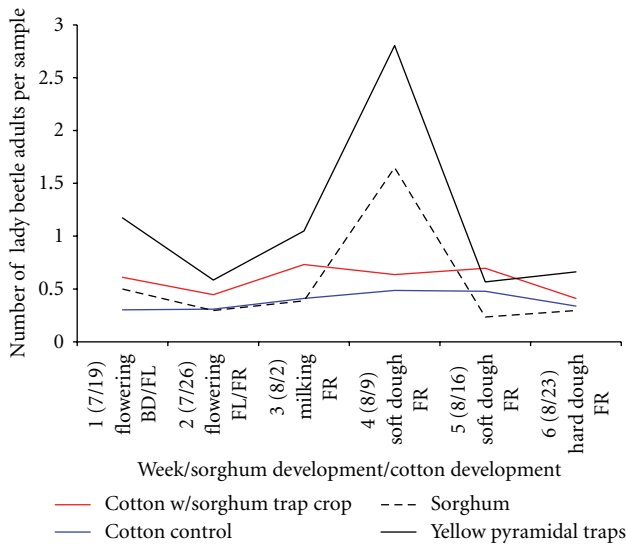 Number of lady beetle adults per sample
3
2.5
2
1.5
1
0.5
0
1 (7/19)
flowering
BD/FL
2 (7/26)
flowering
FL/FR
3 (8/2)
milking
FR
4 (8/9)
soft dough
FR
5 (8/16)
soft dough
FR
6 (8/23)
hard dough
FR
Week/sorghum development/cotton development
Cotton w/sorghum trap crop
Sorghum
Cotton control
Yellow pyramidal traps